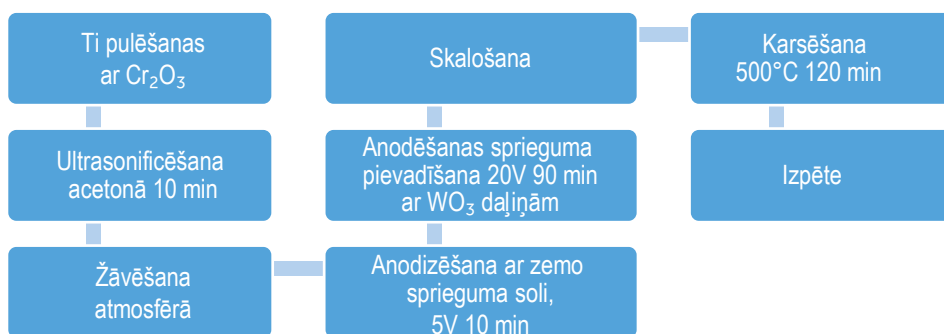 Ti pulēšanas
ar Cr₂O₃
Ultrasonificēšana
acetonā 10 min
Žāvēšana
atmosfērā
Anodizēšana ar zemo
sprieguma soli,
5V 10 min
Anodēšanas sprieguma
pievadīšana 20V 90 min
ar WO₃ daļiņām
Skalošana
Karsēšana
500°C 120 min
Izpēte